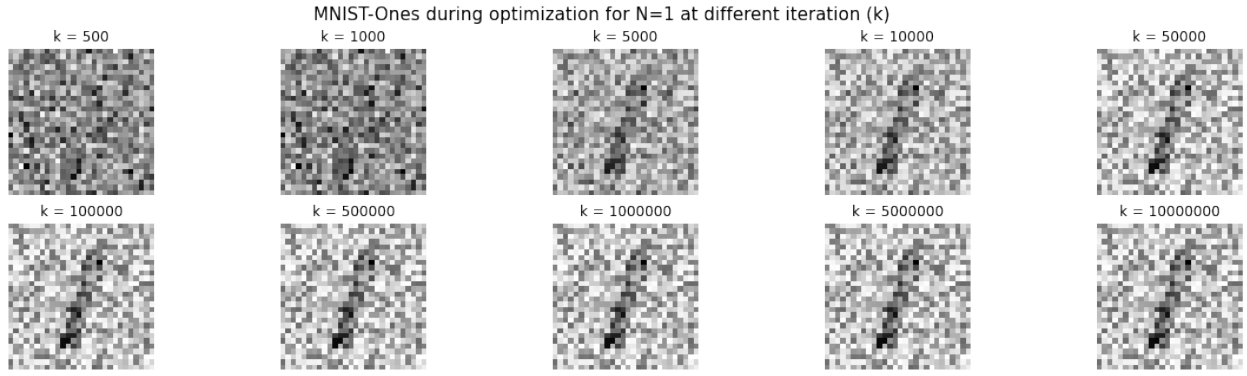 MNIST-Ones during optimization for N=1 at different iteration (k)
k = 500 k = 1000 k = 5000 k = 10000 k = 50000
k = 100000 k = 500000 k = 1000000 k = 5000000 k = 10000000